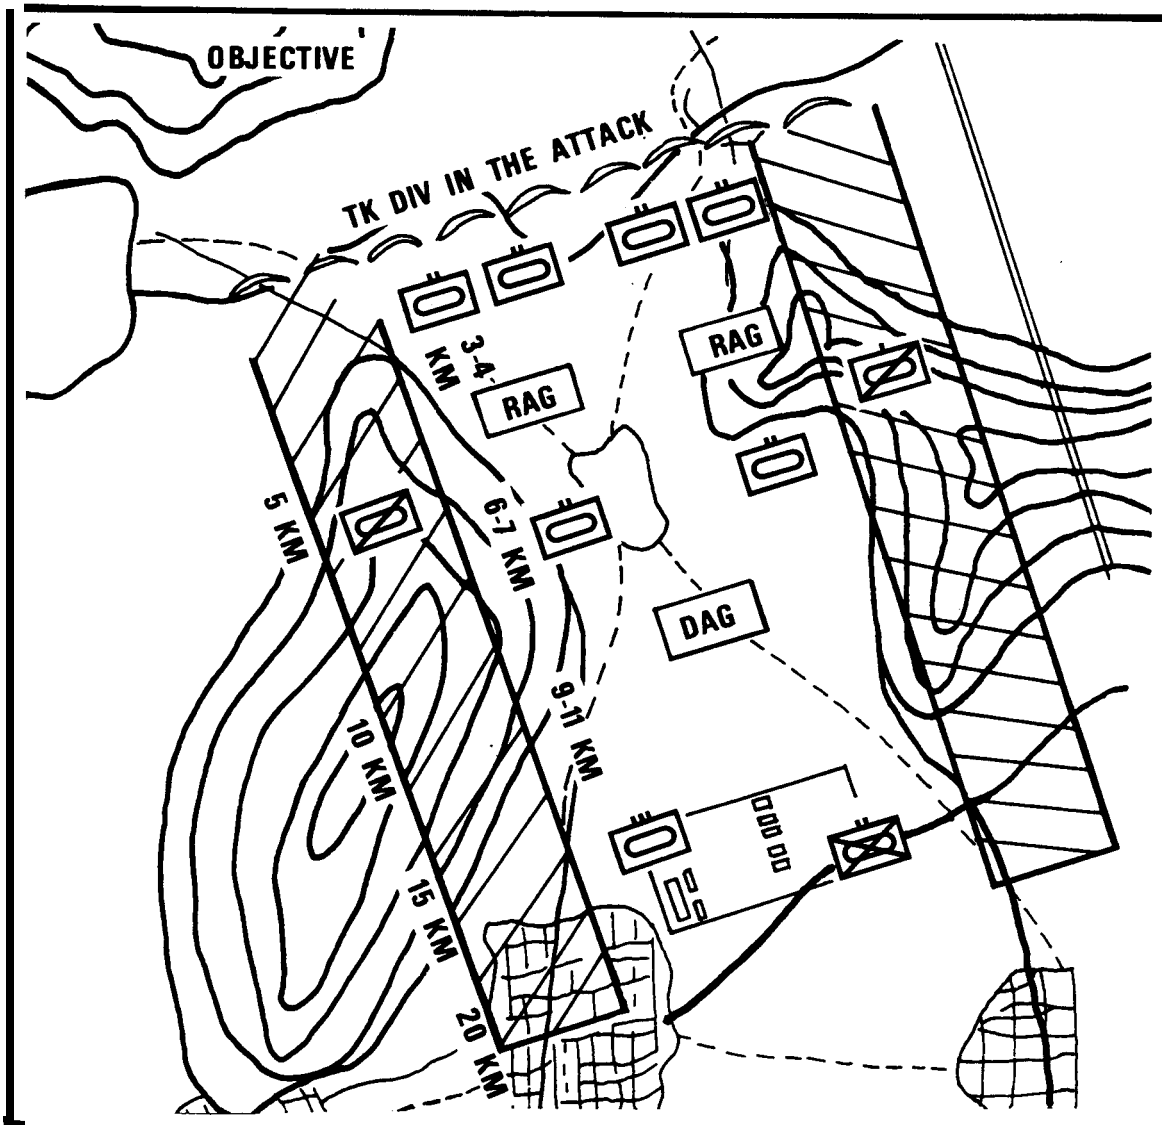 OBJECTIVE
TK DIV IN THE ATTACK
3-4
KM
RAG
RAG
5 KM
6-7 KM
DAG
9-11 KM
10 KM
15 KM
20 KM